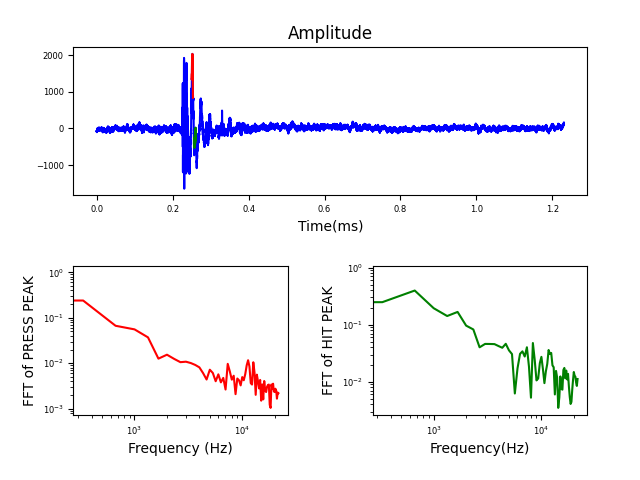 Amplitude
2000
1000
0
−1000
0.0 0.2 0.4 0.6 0.8 1.0 1.2
Time(ms)
FFT of PRESS PEAK
10⁰
10⁻¹
10⁻²
10⁻³
10³ 10⁴
Frequency (Hz)
FFT of HIT PEAK
10⁰
10⁻¹
10⁻²
10³ 10⁴
Frequency(Hz)